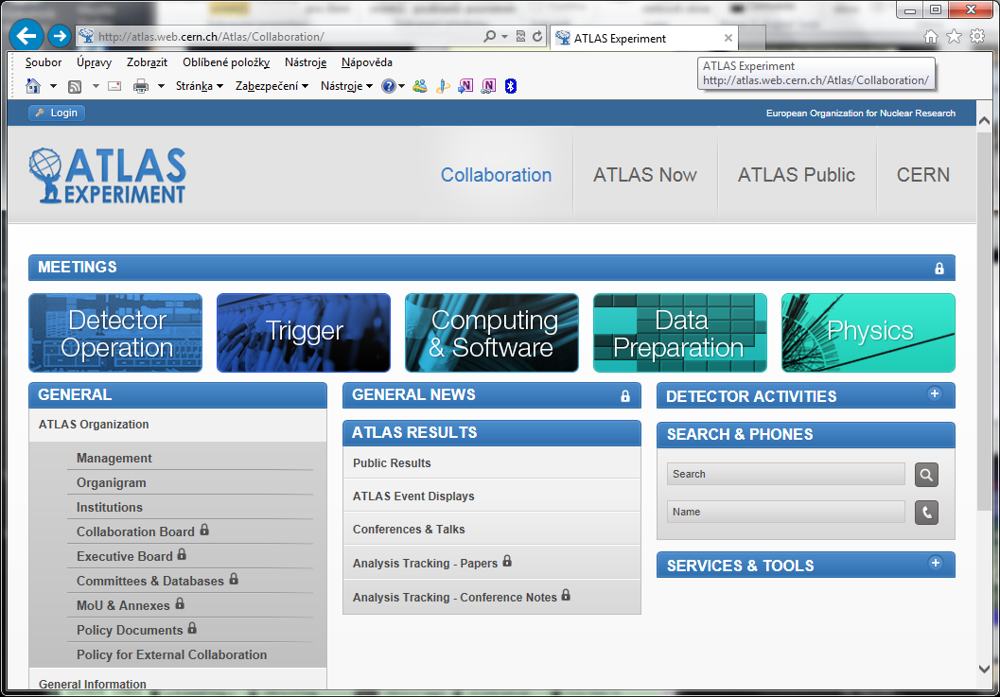 http://atlas.web.cern.ch/Atlas/Collaboration/
ATLAS Experiment
Soubor Úpravy Zobrazit Oblíbené položky Nástroje Nápověda
ATLAS Experiment
http://atlas.web.cern.ch/Atlas/Collaboration/
Stránka Zabezpečení Nástroje
Login
European Organization for Nuclear Research
ATLAS
EXPERIMENT
Collaboration ATLAS Now ATLAS Public CERN
MEETINGS
Detector
Operation
Trigger
Computing
& Software
Data
Preparation
Physics
GENERAL
ATLAS Organization
Management
Organigram
Institutions
Collaboration Board
Executive Board
Committees & Databases
MoU & Annexes
Policy Documents
Policy for External Collaboration
General Information
GENERAL NEWS
ATLAS RESULTS
Public Results
ATLAS Event Displays
Conferences & Talks
Analysis Tracking - Papers
Analysis Tracking - Conference Notes
DETECTOR ACTIVITIES
SEARCH & PHONES
Search
Name
SERVICES & TOOLS